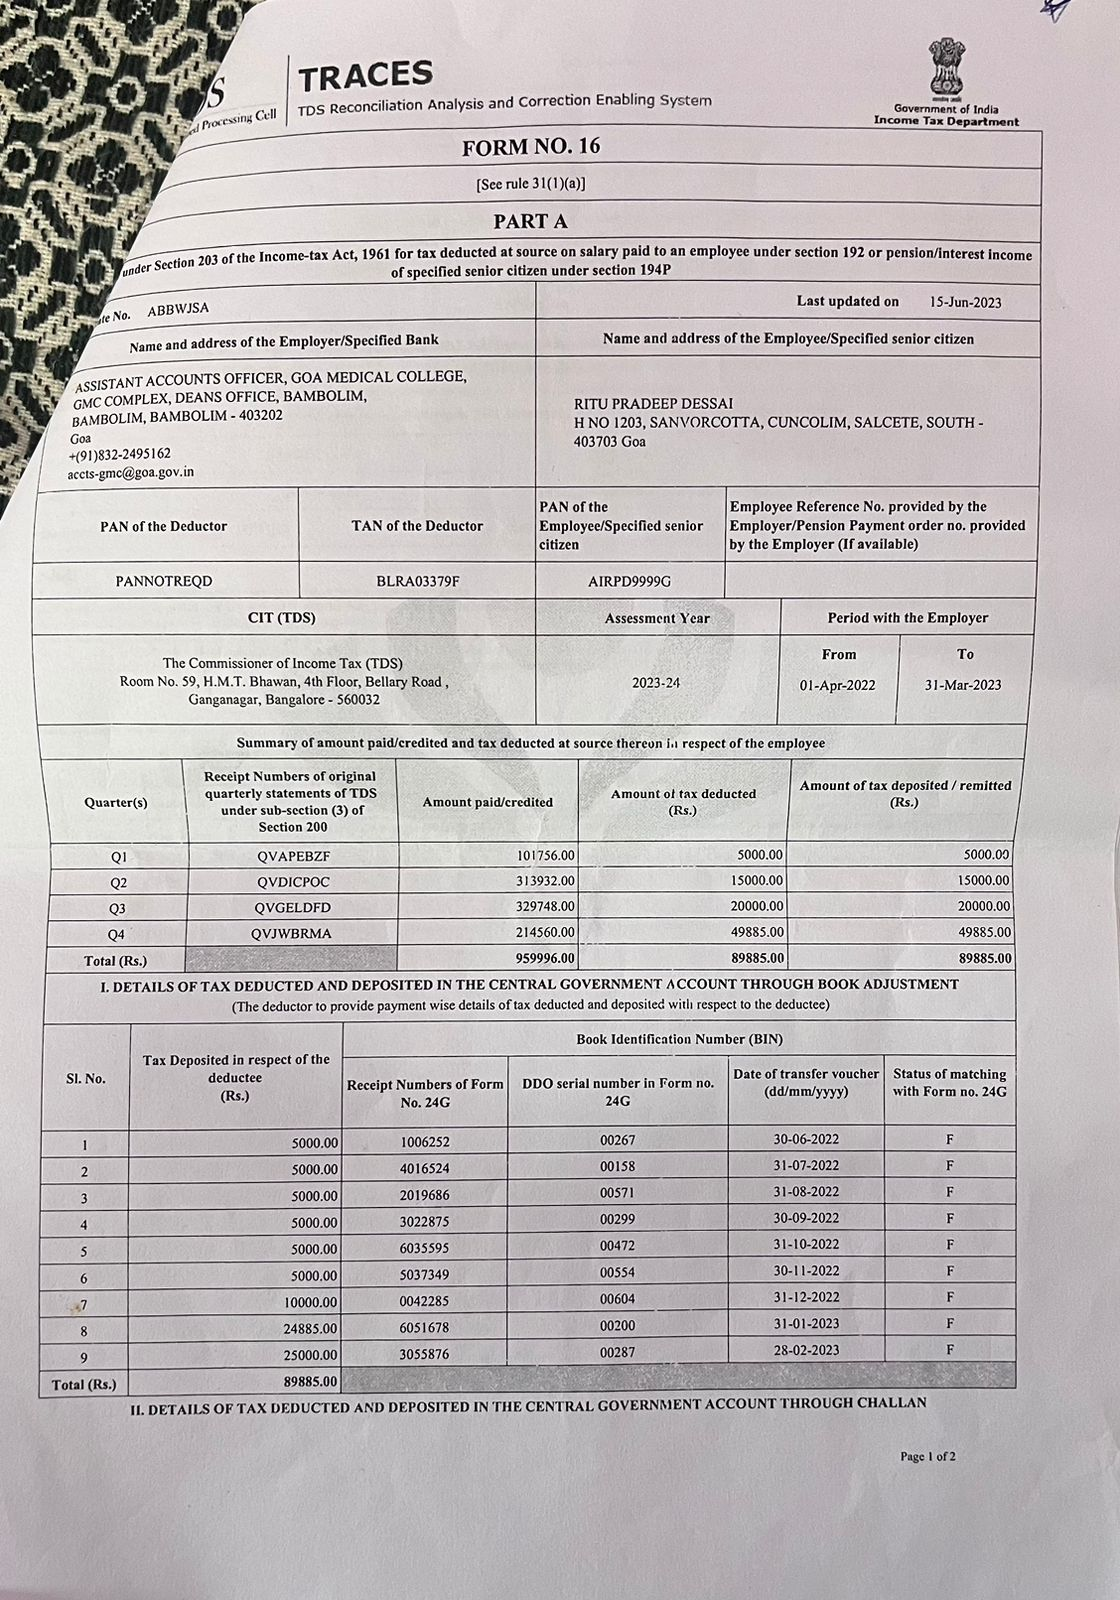 TRACES
TDS Reconciliation Analysis and Correction Enabling System
Processing Cell
Government of India
Income Tax Department
FORM NO. 16
[See rule 31(1)(a)]
PART A
under Section 203 of the Income-tax Act, 1961 for tax deducted at source on salary paid to an employee under section 192 or pension/interest income
of specified senior citizen under section 194P
No. ABBWJSA
Last updated on 15-Jun-2023
Name and address of the Employer/Specified Bank
Name and address of the Employee/Specified senior citizen
ASSISTANT ACCOUNTS OFFICER, GOA MEDICAL COLLEGE,
GMC COMPLEX, DEANS OFFICE, BAMBOLIM,
BAMBOLIM, BAMBOLIM - 403202
Goa
+(91)832-2495162
accts-gmc@goa.gov.in
RITU PRADEEP DESSAI
H NO 1203, SANVORCOTTA, CUNCOLIM, SALCETE, SOUTH -
403703 Goa
PAN of the Deductor
TAN of the Deductor
PAN of the
Employee/Specified senior
citizen
Employee Reference No. provided by the
Employer/Pension Payment order no. provided
by the Employer (If available)
PANNOTREQD BLRA03379F AIRPD9999G
CIT (TDS) Assessment Year Period with the Employer
The Commissioner of Income Tax (TDS)
Room No. 59, H.M.T. Bhawan, 4th Floor, Bellary Road ,
Ganganagar, Bangalore - 560032
2023-24
From To
01-Apr-2022 31-Mar-2023
Summary of amount paid/credited and tax deducted at source thereon in respect of the employee
Quarter(s)
Receipt Numbers of original
quarterly statements of TDS
under sub-section (3) of
Section 200
Amount paid/credited
Amount of tax deducted
(Rs.)
Amount of tax deposited / remitted
(Rs.)
Q1 QVAPEBZF 101756.00 5000.00 5000.00
Q2 QVDICPOC 313932.00 15000.00 15000.00
Q3 QVGELDFD 329748.00 20000.00 20000.00
Q4 QVJWBRMA 214560.00 49885.00 49885.00
Total (Rs.) 959996.00 89885.00 89885.00
I. DETAILS OF TAX DEDUCTED AND DEPOSITED IN THE CENTRAL GOVERNMENT ACCOUNT THROUGH BOOK ADJUSTMENT
(The deductor to provide payment wise details of tax deducted and deposited with respect to the deductee)
Sl. No.
Tax Deposited in respect of the
deductee
(Rs.)
Book Identification Number (BIN)
Receipt Numbers of Form
No. 24G
DDO serial number in Form no.
24G
Date of transfer voucher
(dd/mm/yyyy)
Status of matching
with Form no. 24G
1 5000.00 1006252 00267 30-06-2022 F
2 5000.00 4016524 00158 31-07-2022 F
3 5000.00 2019686 00571 31-08-2022 F
4 5000.00 3022875 00299 30-09-2022 F
5 5000.00 6035595 00472 31-10-2022 F
6 5000.00 5037349 00554 30-11-2022 F
7 10000.00 0042285 00604 31-12-2022 F
8 24885.00 6051678 00200 31-01-2023 F
9 25000.00 3055876 00287 28-02-2023 F
Total (Rs.) 89885.00
II. DETAILS OF TAX DEDUCTED AND DEPOSITED IN THE CENTRAL GOVERNMENT ACCOUNT THROUGH CHALLAN
Page 1 of 2